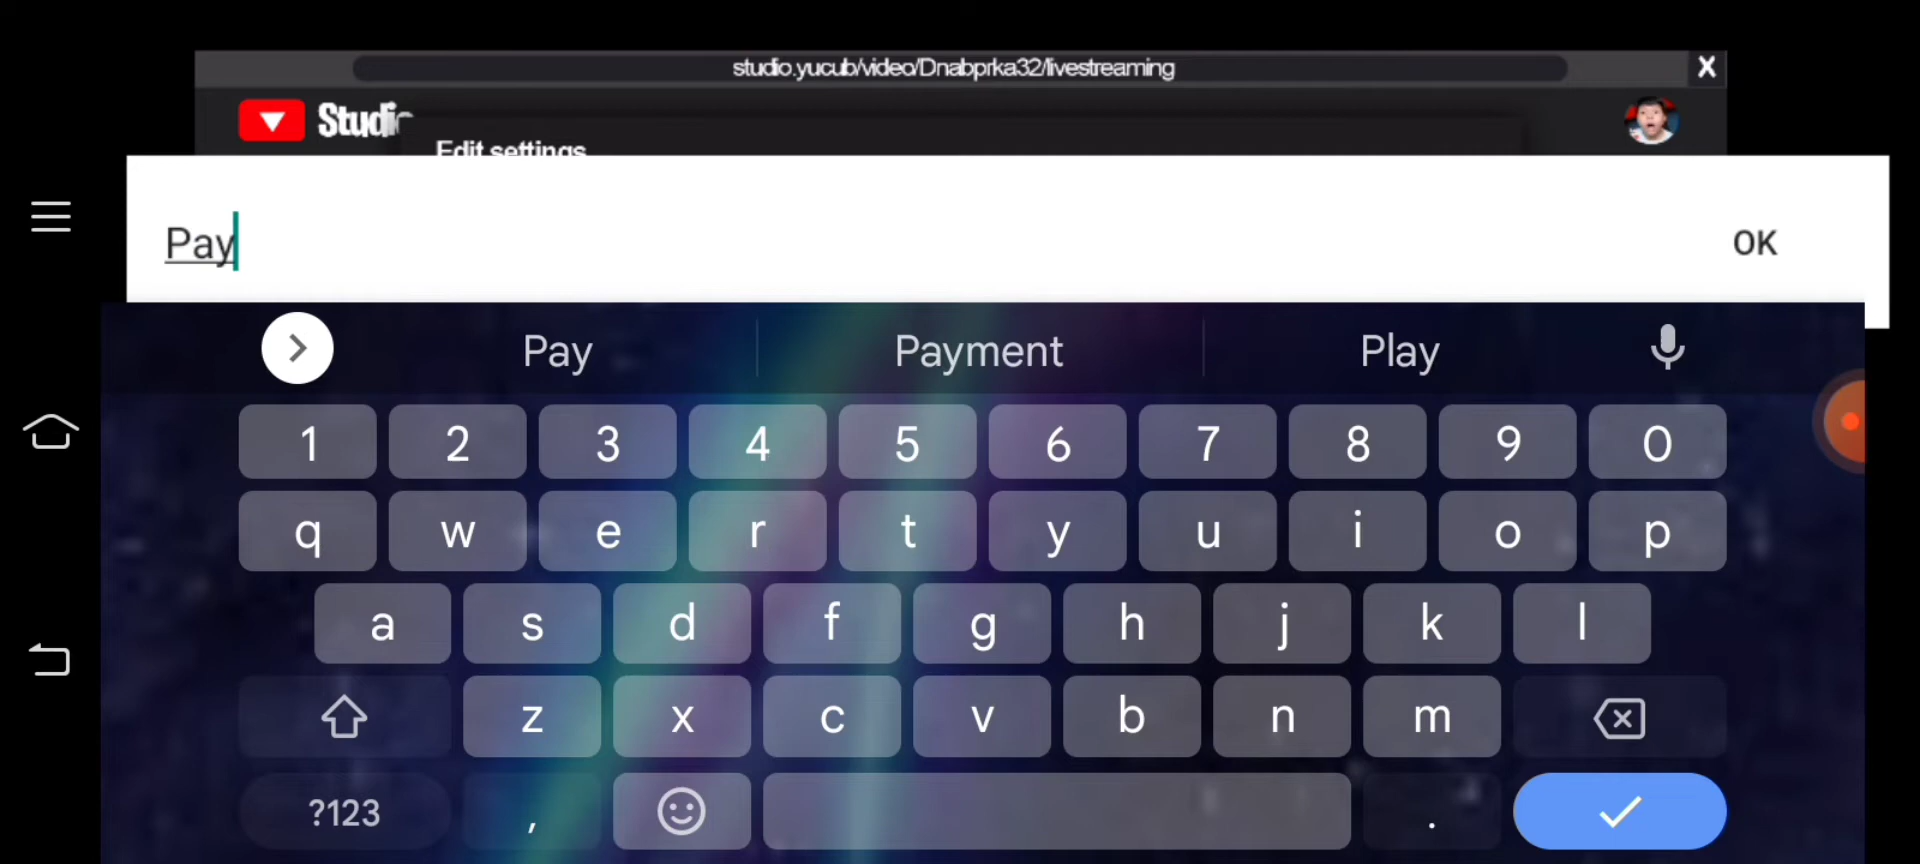 studio.yucub/video/Dnabprka32/livestreaming X
Studio
Edit settings
Pay OK
Pay Payment Play
1 2 3 4 5 6 7 8 9 0
q w e r t y u i o p
a s d f g h j k l
z x c v b n m
?123 , .